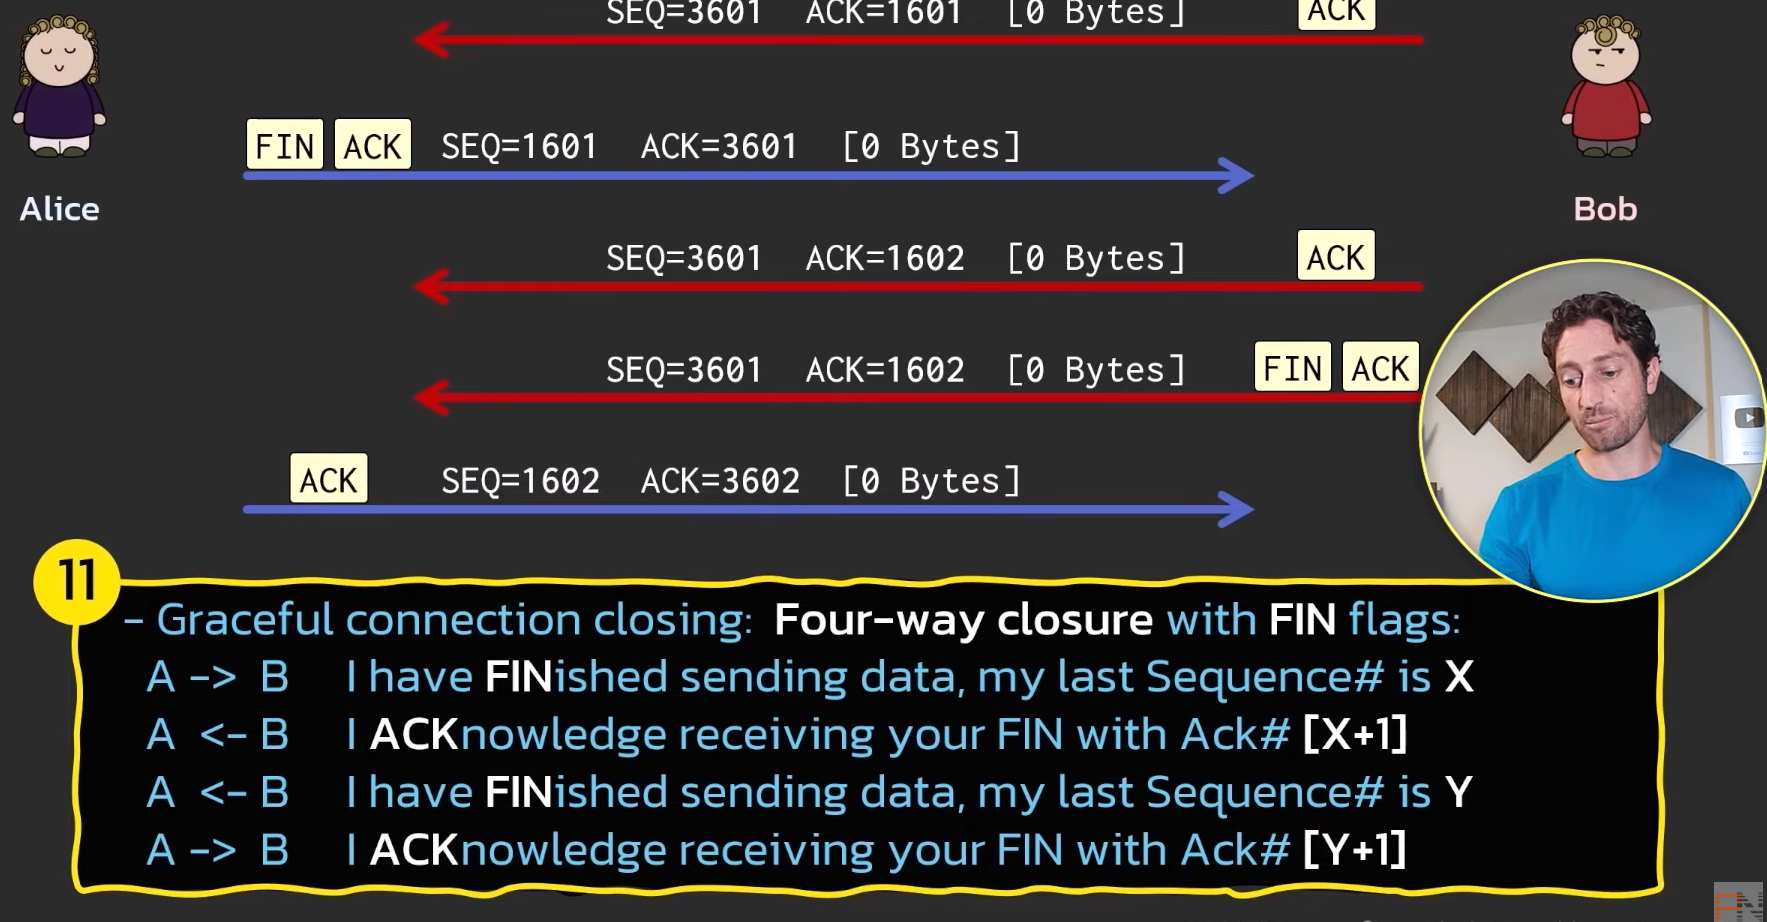 SEQ=3601 ACK=1601 [0 Bytes] ACK
FIN ACK SEQ=1601 ACK=3601 [0 Bytes]
Alice
Bob
SEQ=3601 ACK=1602 [0 Bytes] ACK
SEQ=3601 ACK=1602 [0 Bytes] FIN ACK
ACK SEQ=1602 ACK=3602 [0 Bytes]
11
- Graceful connection closing: Four-way closure with FIN flags:
A -> B I have FINished sending data, my last Sequence# is X
A <- B I ACKnowledge receiving your FIN with Ack# [X+1]
A <- B I have FINished sending data, my last Sequence# is Y
A -> B I ACKnowledge receiving your FIN with Ack# [Y+1]